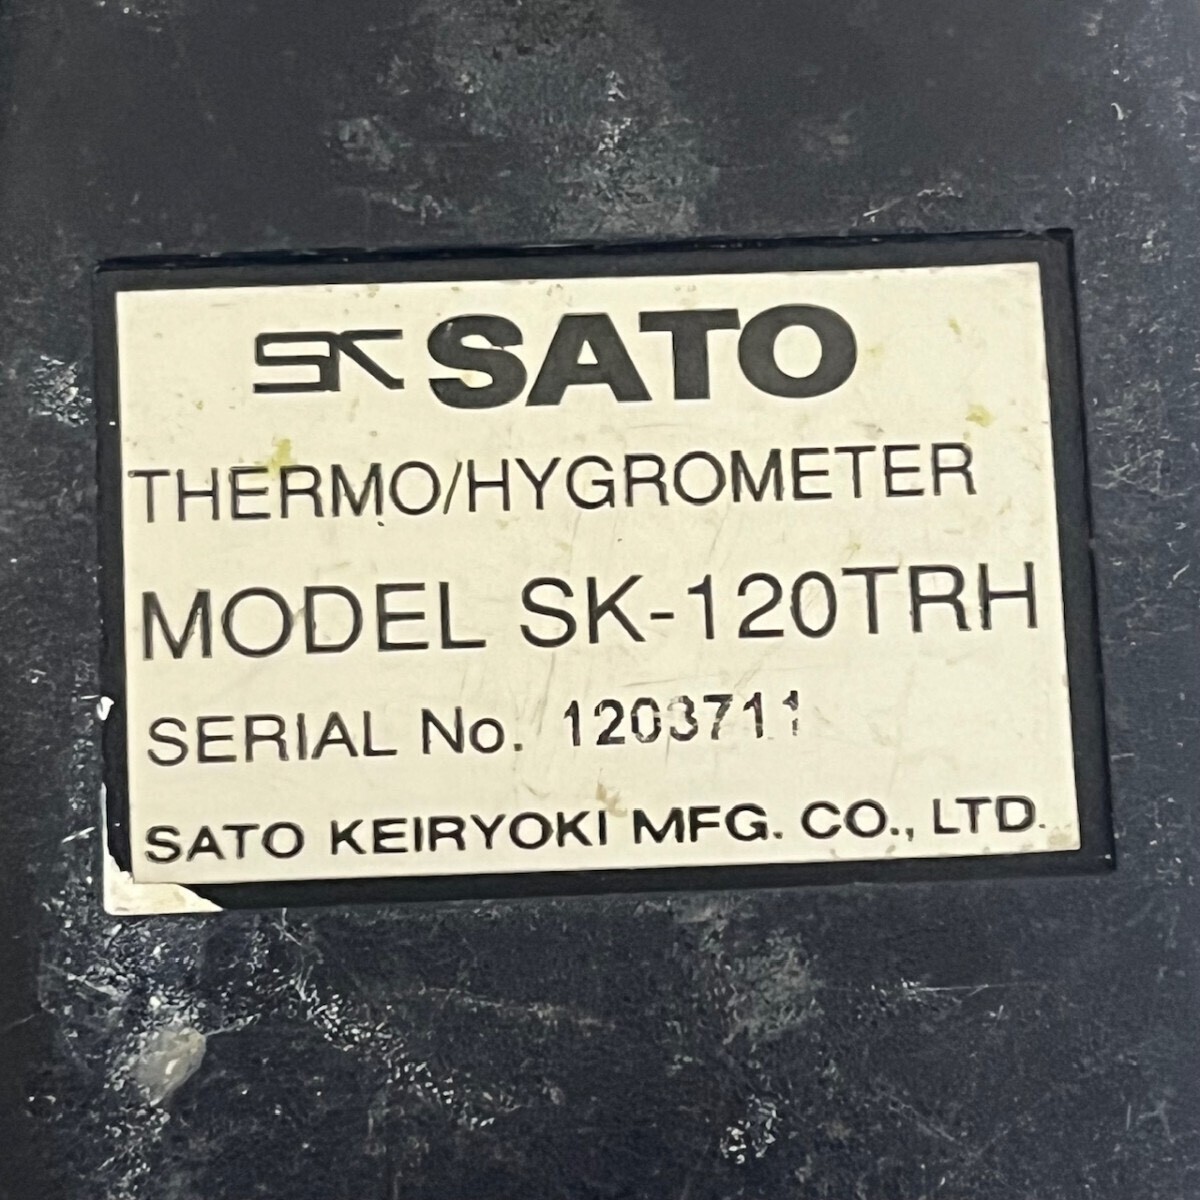 SK SATO
THERMO/HYGROMETER
MODEL SK-120TRH
SERIAL No. 1203711
SATO KEIRYOKI MFG. CO., LTD.